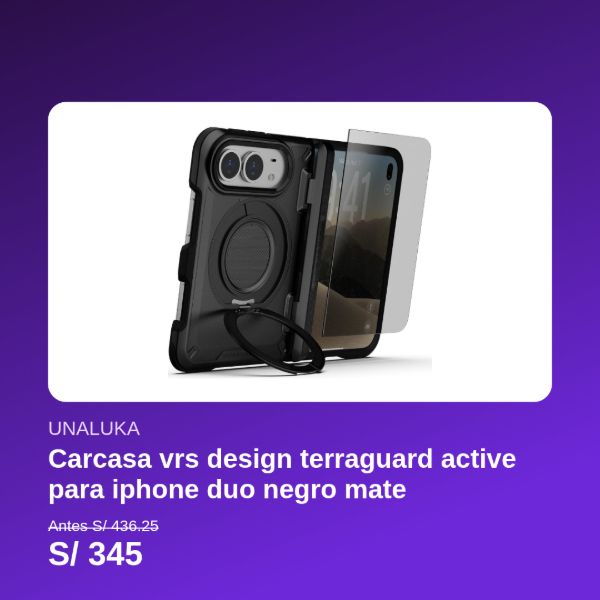 UNALUKA
Carcasa vrs design terraguard active
para iphone duo negro mate
Antes S/ 436.25
S/ 345